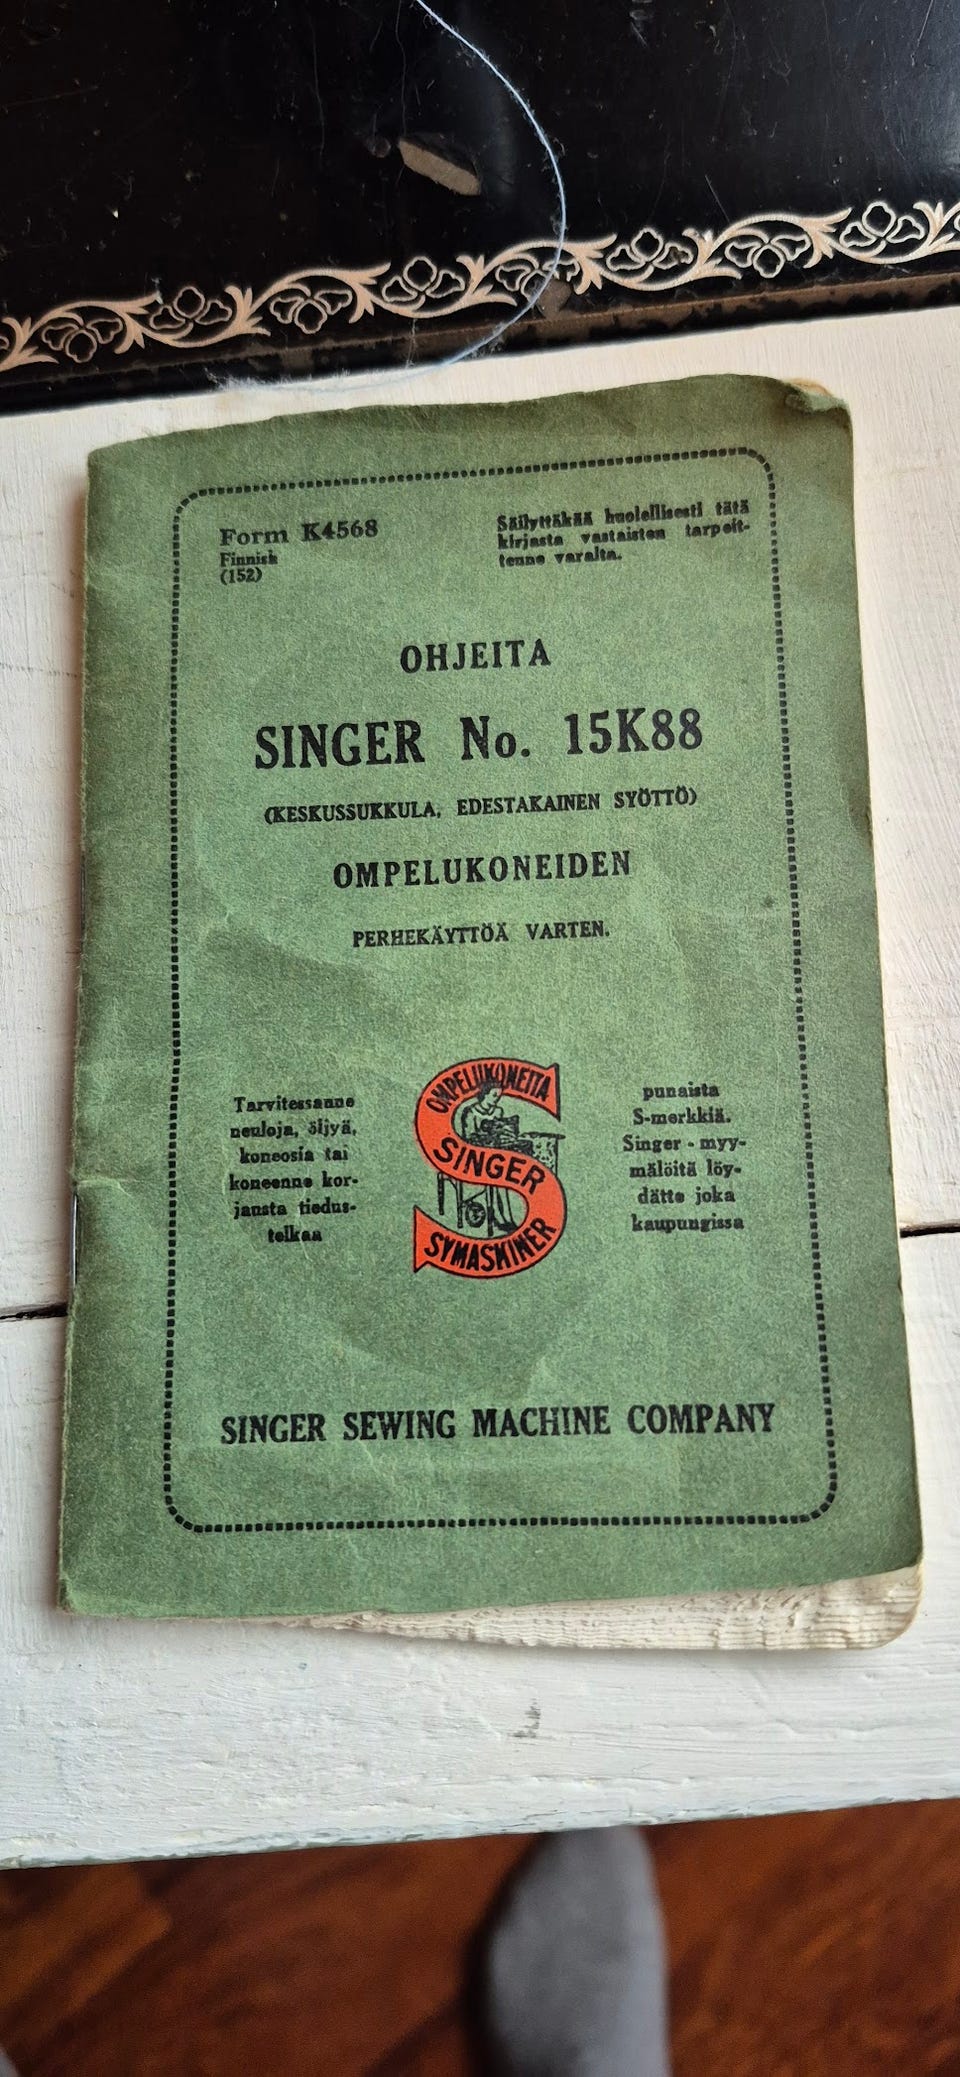 Form K4568
Finnish
(152)
Säilyttäkää huolellisesti tätä
kirjasta vastaisten tarpeit-
tenne varalta.
OHJEITA
SINGER No. 15K88
(KESKUSSUKKULA, EDESTAKAINEN SYÖTTÖ)
OMPELUKONEIDEN
PERHEKÄYTTÖÄ VARTEN.
Tarvitessanne
neuloja, öljyä,
koneosia tai
koneenne kor-
jausta tiedus-
telkaa
OMPELUKONEITA
SINGER
SYMASKINER
punaista
S-merkkiä.
Singer-myy-
mälöitä löy-
dätte joka
kaupungissa
SINGER SEWING MACHINE COMPANY